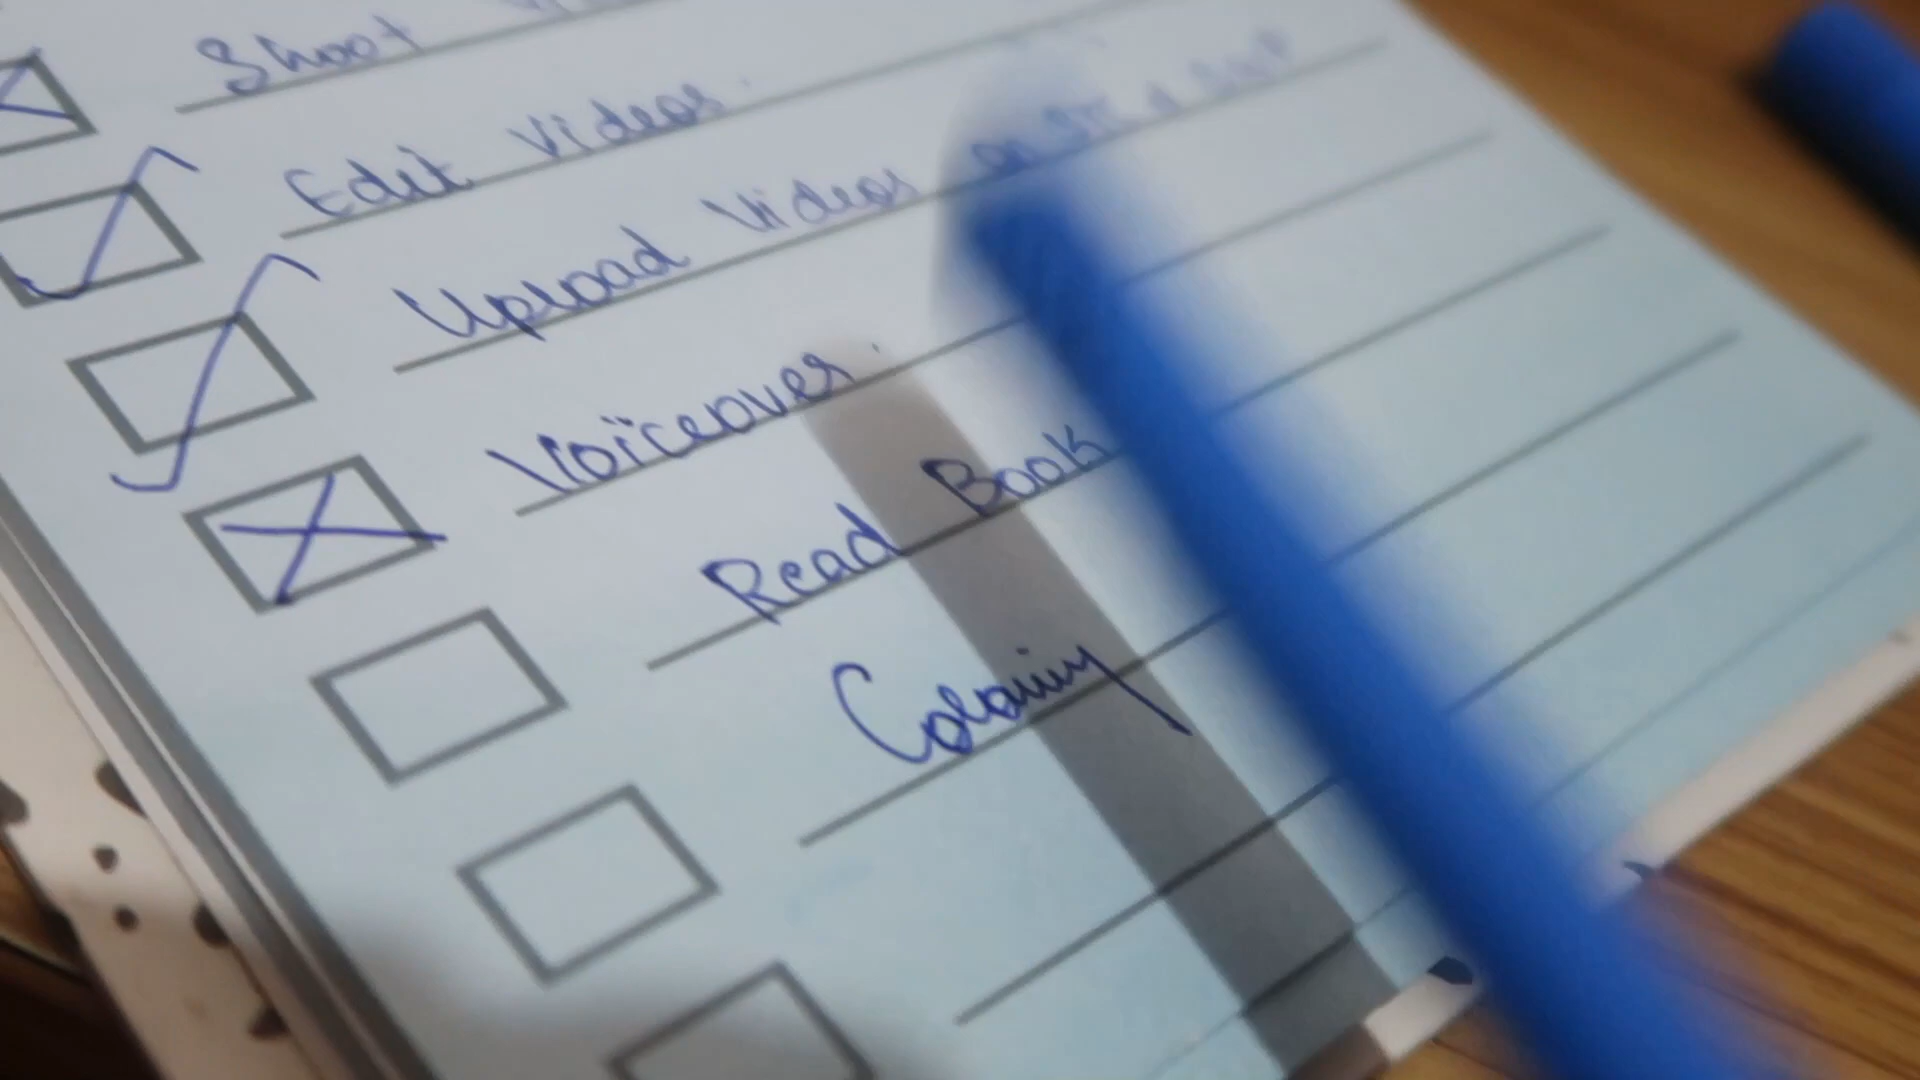 Shoot
Edit Videos.
Upload Videos
Voiceover.
Read Book
Coloring